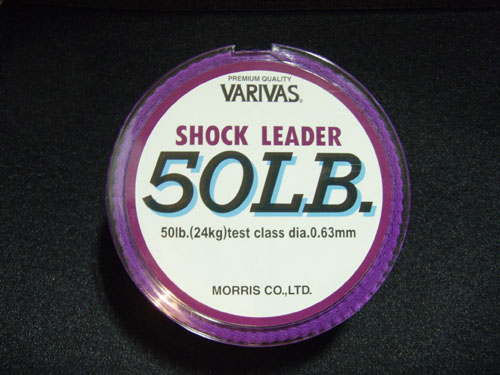 PREMIUM QUALITY
VARIVAS®
SHOCK LEADER
50LB.
50lb.(24kg)test class dia.0.63mm
MORRIS CO.,LTD.